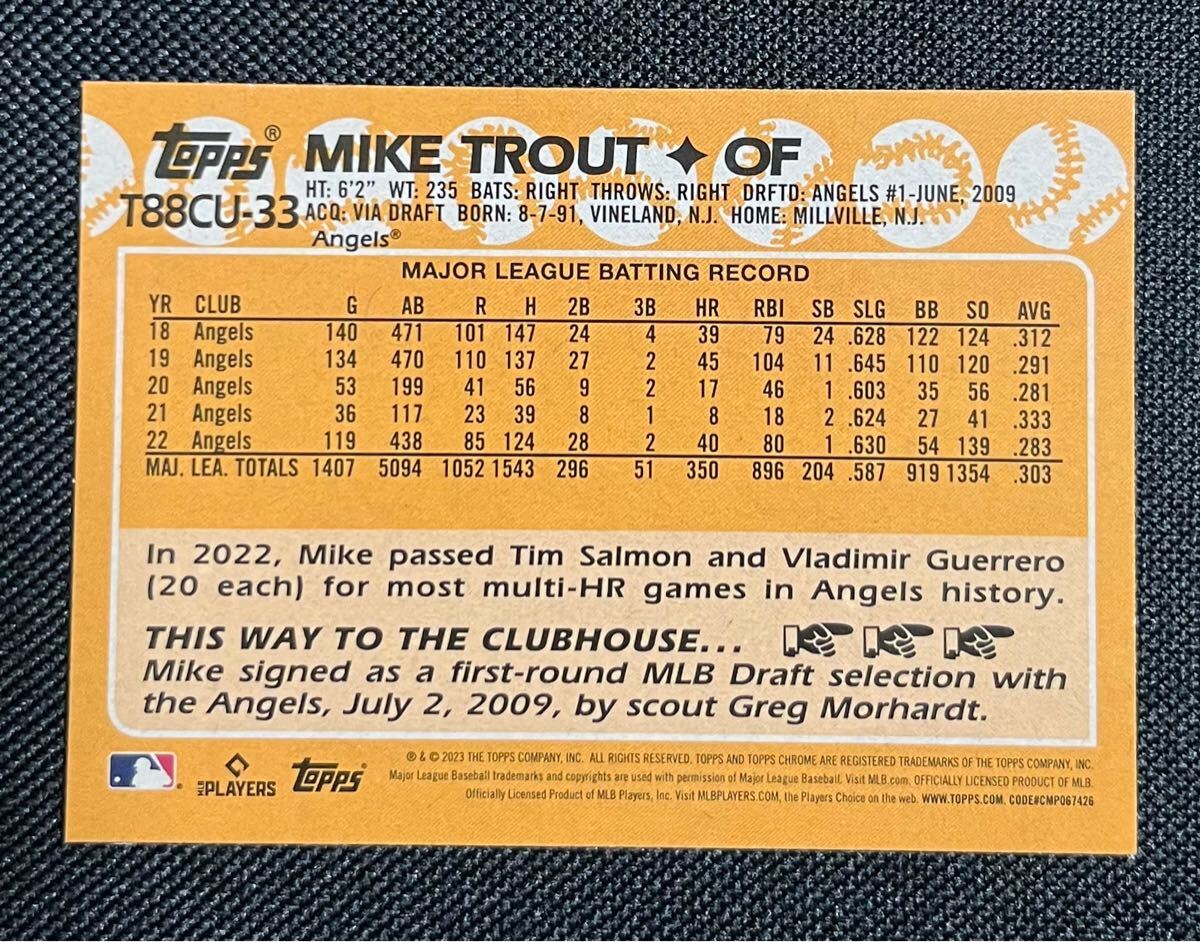 Topps® MIKE TROUT ✦ OF
T88CU-33 HT: 6'2" WT: 235 BATS: RIGHT THROWS: RIGHT DRFTD: ANGELS #1-JUNE, 2009
ACQ: VIA DRAFT BORN: 8-7-91, VINELAND, N.J. HOME: MILLVILLE, N.J.
Angels®
MAJOR LEAGUE BATTING RECORD
YR CLUB G AB R H 2B 3B HR RBI SB SLG BB SO AVG
18 Angels 140 471 101 147 24 4 39 79 24 .628 122 124 .312
19 Angels 134 470 110 137 27 2 45 104 11 .645 110 120 .291
20 Angels 53 199 41 56 9 2 17 46 1 .603 35 56 .281
21 Angels 36 117 23 39 8 1 8 18 2 .624 27 41 .333
22 Angels 119 438 85 124 28 2 40 80 1 .630 54 139 .283
MAJ. LEA. TOTALS 1407 5094 1052 1543 296 51 350 896 204 .587 919 1354 .303
In 2022, Mike passed Tim Salmon and Vladimir Guerrero
(20 each) for most multi-HR games in Angels history.
THIS WAY TO THE CLUBHOUSE...
Mike signed as a first-round MLB Draft selection with
the Angels, July 2, 2009, by scout Greg Morhardt.
MLB PLAYERS Topps
® & © 2023 THE TOPPS COMPANY, INC. ALL RIGHTS RESERVED. TOPPS AND TOPPS CHROME ARE REGISTERED TRADEMARKS OF THE TOPPS COMPANY, INC.
Major League Baseball trademarks and copyrights are used with permission of Major League Baseball. Visit MLB.com. OFFICIALLY LICENSED PRODUCT OF MLB.
Officially Licensed Product of MLB Players, Inc. Visit MLBPLAYERS.COM, the Players Choice on the web. WWW.TOPPS.COM. CODE#CMP067426